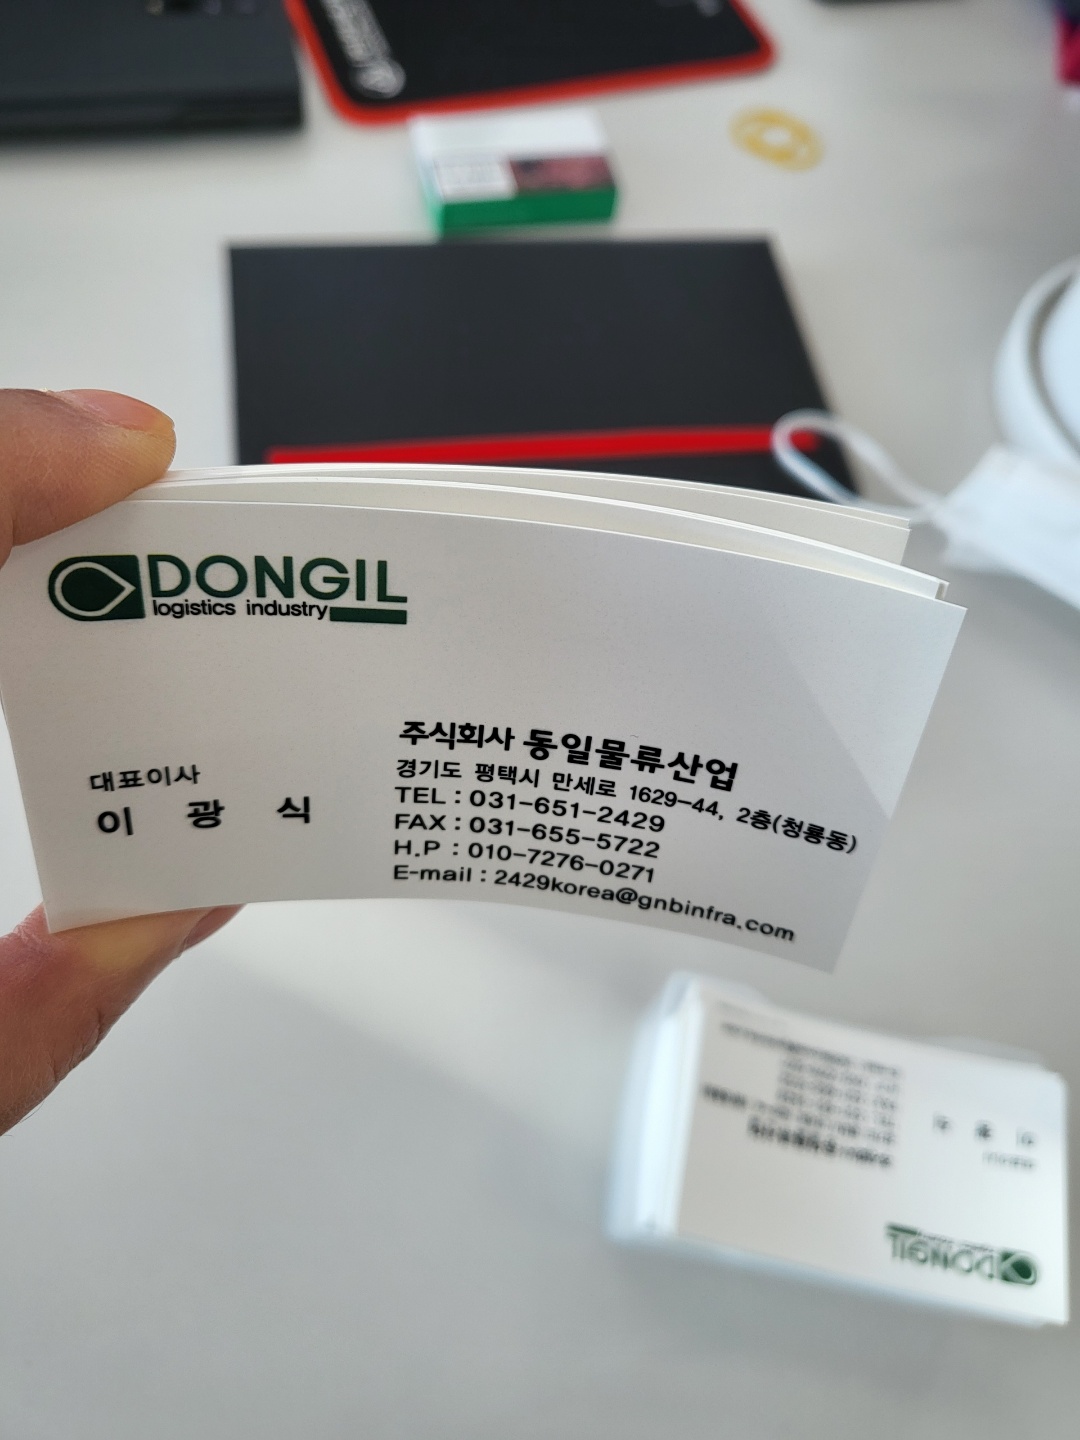 DONGIL
logistics industry
대표이사
이 광 식
주식회사 동일물류산업
경기도 평택시 만세로 1629-44, 2층(청룡동)
TEL : 031-651-2429
FAX : 031-655-5722
H.P : 010-7276-0271
E-mail : 2429korea@gnbinfra.com
DONGIL